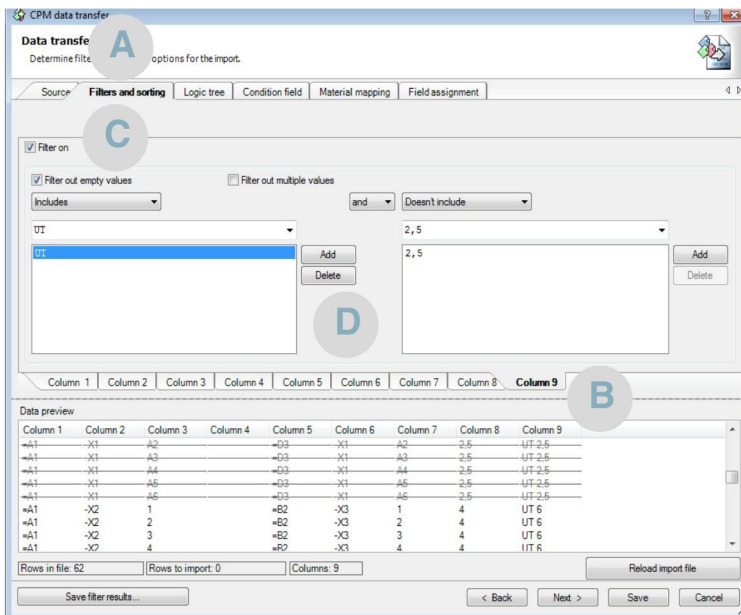 CPM data transfer
Data transfe
Determine filte options for the import.
A
Source Filters and sorting Logic tree Condition field Material mapping Field assignment
C
Filter on
Filter out empty values Filter out multiple values
Includes and Doesn't include
UT 2,5
UT Add 2,5 Add
Delete Delete
D
Column 1 Column 2 Column 3 Column 4 Column 5 Column 6 Column 7 Column 8 Column 9
B
Data preview
Column 1 Column 2 Column 3 Column 4 Column 5 Column 6 Column 7 Column 8 Column 9
=A1 -X1 A2 =D3 -X1 A2 2,5 UT 2,5
=A1 -X1 A3 =D3 -X1 A3 2,5 UT 2,5
=A1 -X1 A4 =D3 -X1 A4 2,5 UT 2,5
=A1 -X1 A5 =D3 -X1 A5 2,5 UT 2,5
=A1 -X1 A6 =D3 -X1 A6 2,5 UT 2,5
=A1 -X2 1 =B2 -X3 1 4 UT 6
=A1 -X2 2 =B2 -X3 2 4 UT 6
=A1 -X2 3 =B2 -X3 3 4 UT 6
=A1 -X2 4 =B2 -X3 4 4 UT 6
Rows in file: 62 Rows to import: 0 Columns: 9 Reload import file
Save filter results... < Back Next > Save Cancel